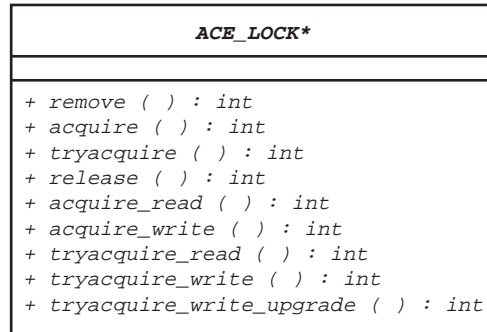 ACE_LOCK*
+ remove ( ) : int
+ acquire ( ) : int
+ tryacquire ( ) : int
+ release ( ) : int
+ acquire_read ( ) : int
+ acquire_write ( ) : int
+ tryacquire_read ( ) : int
+ tryacquire_write ( ) : int
+ tryacquire_write_upgrade ( ) : int